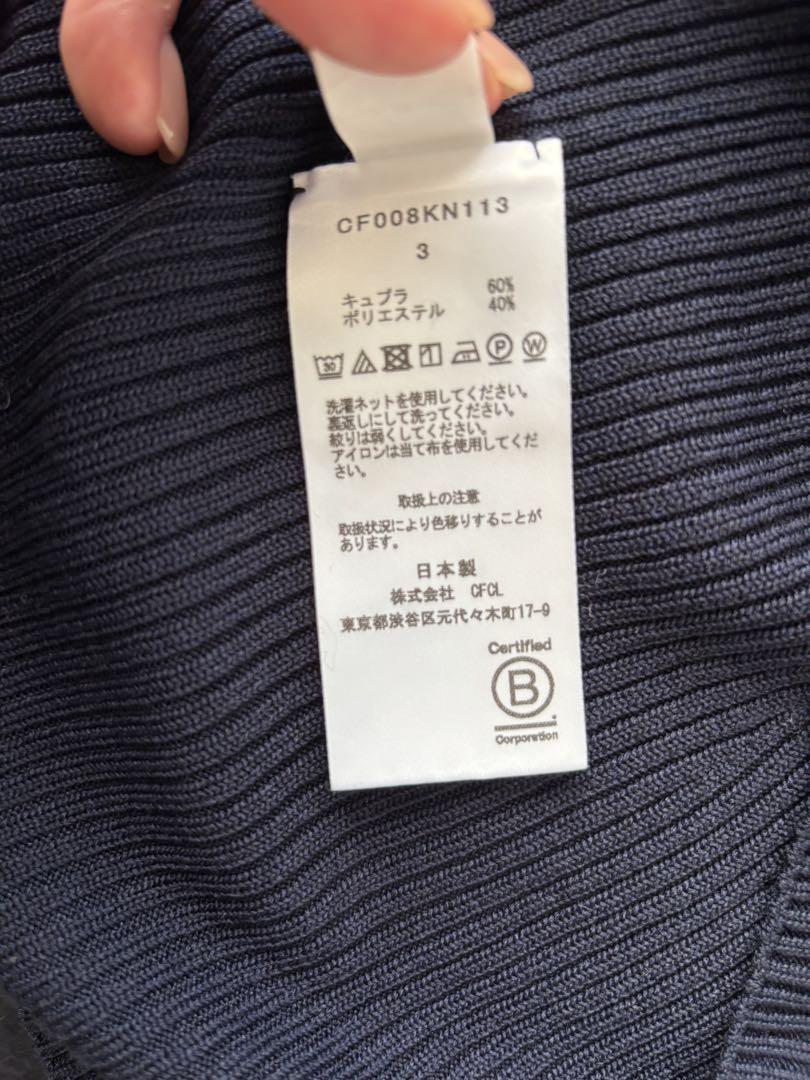 CF008KN113
3
キュプラ 60%
ポリエステル 40%
30
P W
洗濯ネットを使用してください。
裏返しにして洗ってください。
絞りは弱くしてください。
アイロンは当て布を使用してくだ
さい。
取扱上の注意
取扱状況により色移りすることが
あります。
日本製
株式会社 CFCL
東京都渋谷区元代々木町17-9
Certified
B
Corporation